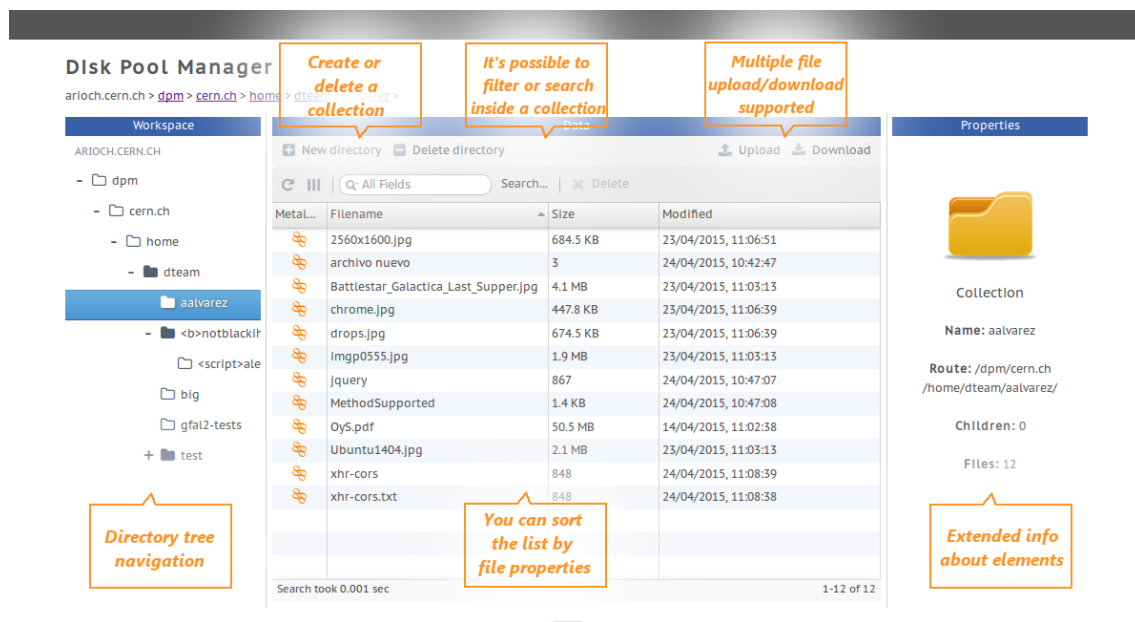 Disk Pool Manager
arioch.cern.ch > dpm > cern.ch > home > dteam >
Create or
delete a
collection
It's possible to
filter or search
inside a collection
Multiple file
upload/download
supported
Workspace
Data
Properties
ARIOCH.CERN.CH
- dpm
- cern.ch
- home
- dteam
aalvarez
- <b>notblackih
<script>ale
big
gfal2-tests
+ test
New directory Delete directory Upload Download
All Fields Search... Delete
Metal... Filename Size Modified
2560x1600.jpg 684.5 KB 23/04/2015, 11:06:51
archivo nuevo 3 24/04/2015, 10:42:47
Battlestar_Galactica_Last_Supper.jpg 4.1 MB 23/04/2015, 11:03:13
chrome.jpg 447.8 KB 23/04/2015, 11:06:39
drops.jpg 674.5 KB 23/04/2015, 11:06:39
imgp0555.jpg 1.9 MB 23/04/2015, 11:03:13
jquery 867 24/04/2015, 10:47:07
MethodSupported 1.4 KB 24/04/2015, 10:47:08
OyS.pdf 50.5 MB 14/04/2015, 11:02:38
Ubuntu1404.jpg 2.1 MB 23/04/2015, 11:03:13
xhr-cors 848 24/04/2015, 11:08:39
xhr-cors.txt 848 24/04/2015, 11:08:38
Search took 0.001 sec 1-12 of 12
Collection
Name: aalvarez
Route: /dpm/cern.ch
/home/dteam/aalvarez/
Children: 0
Files: 12
Directory tree
navigation
You can sort
the list by
file properties
Extended info
about elements